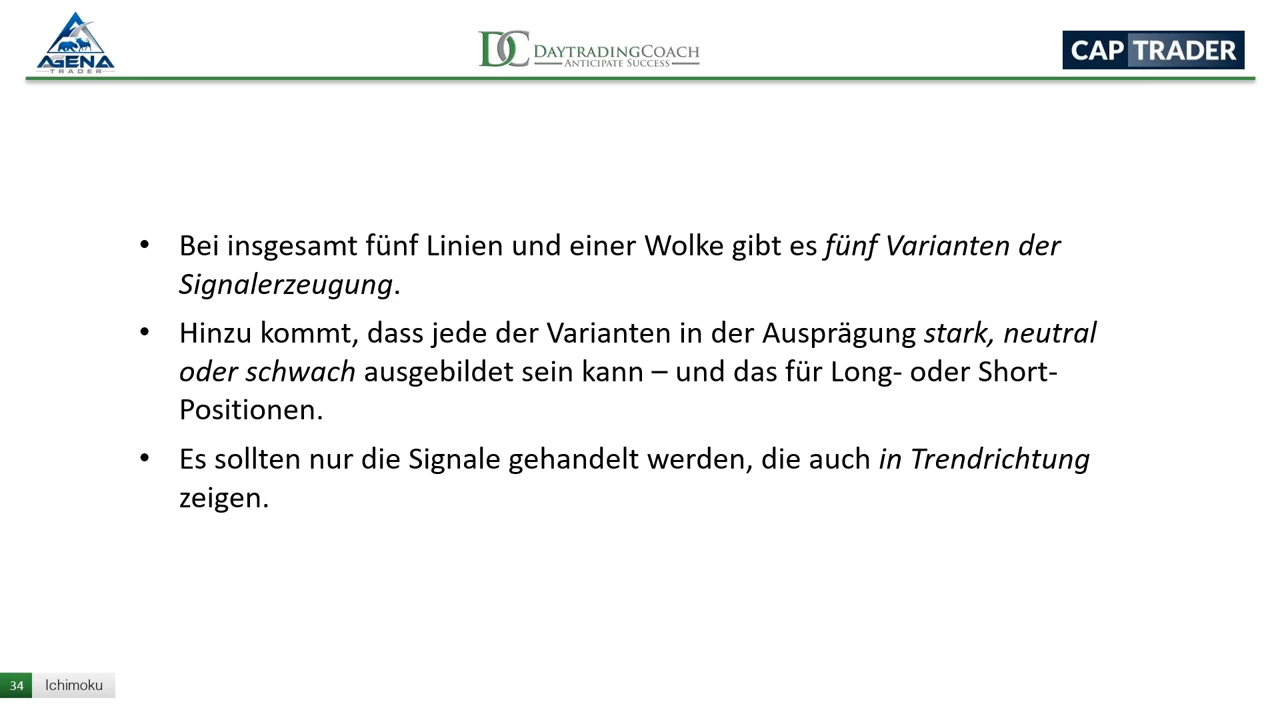 AGENA
TRADER
DC DAYTRADINGCOACH
ANTICIPATE SUCCESS
CAP TRADER
• Bei insgesamt fünf Linien und einer Wolke gibt es fünf Varianten der
Signalerzeugung.
• Hinzu kommt, dass jede der Varianten in der Ausprägung stark, neutral
oder schwach ausgebildet sein kann – und das für Long- oder Short-
Positionen.
• Es sollten nur die Signale gehandelt werden, die auch in Trendrichtung
zeigen.
34 Ichimoku